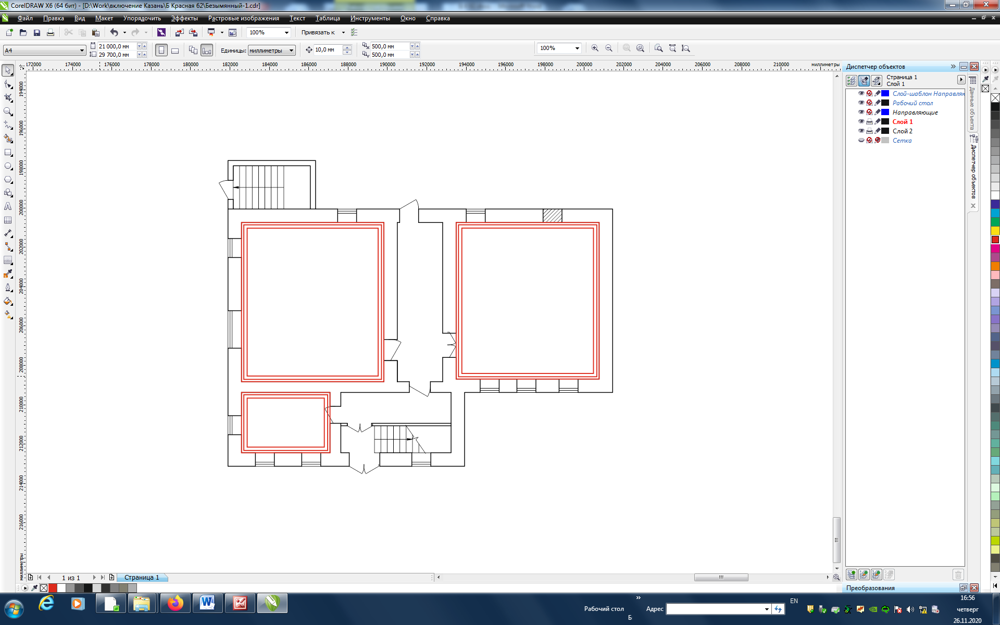 CorelDRAW X6 (64 бит) - [D:\Work\включение Казань\Б Красная 62\Безымянный-1.cdr]
Файл Правка Вид Макет Упорядочить Эффекты Растровые изображения Текст Таблица Инструменты Окно Справка
100% Привязать к
A4 21 000,0 мм 29 700,0 мм Единицы: миллиметры 10,0 мм 500,0 мм 500,0 мм 100%
172000 174000 176000 178000 180000 182000 184000 186000 188000 190000 192000 194000 196000 198000 200000 202000 204000 206000 208000 210000 миллиметры
194000
196000
198000
200000
202000
204000
206000
208000
210000
212000
214000
216000
миллиметры
Диспетчер объектов
Страница 1
Слой 1
Слой-шаблон Направляю
Рабочий стол
Направляющие
Слой 1
Слой 2
Сетка
Данные объекта
Диспетчер объектов
1 из 1 Страница 1
Преобразования
Рабочий стол
Б
Адрес
EN
16:56
четверг
26.11.2020